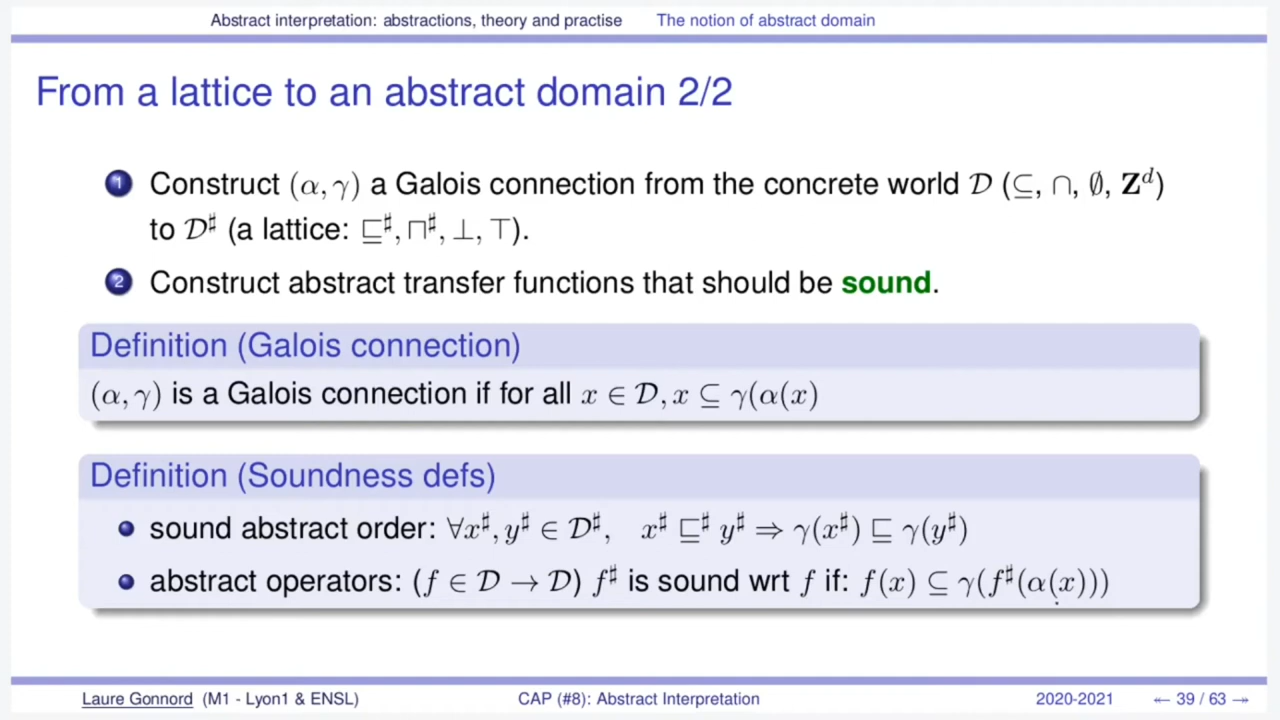 Abstract interpretation: abstractions, theory and practise The notion of abstract domain
From a lattice to an abstract domain 2/2
1 Construct (α, γ) a Galois connection from the concrete world 𝒟 (⊆, ∩, ∅, Z^d)
to 𝒟♯ (a lattice: ⊑♯, ⊓♯, ⊥, ⊤).
2 Construct abstract transfer functions that should be sound.
Definition (Galois connection)
(α, γ) is a Galois connection if for all x ∈ 𝒟, x ⊆ γ(α(x)
Definition (Soundness defs)
sound abstract order: ∀x♯, y♯ ∈ 𝒟♯, x♯ ⊑♯ y♯ ⇒ γ(x♯) ⊑ γ(y♯)
abstract operators: (f ∈ 𝒟 → 𝒟) f♯ is sound wrt f if: f(x) ⊆ γ(f♯(α(x)))
Laure Gonnord (M1 - Lyon1 & ENSL) CAP (#8): Abstract Interpretation 2020-2021 ← 39 / 63 →